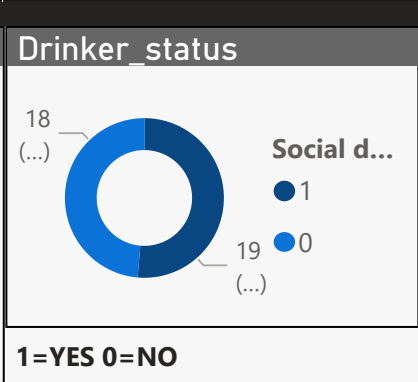 Drinker_status
18
(...)
Social d...
1
0
19
(...)
1=YES 0=NO